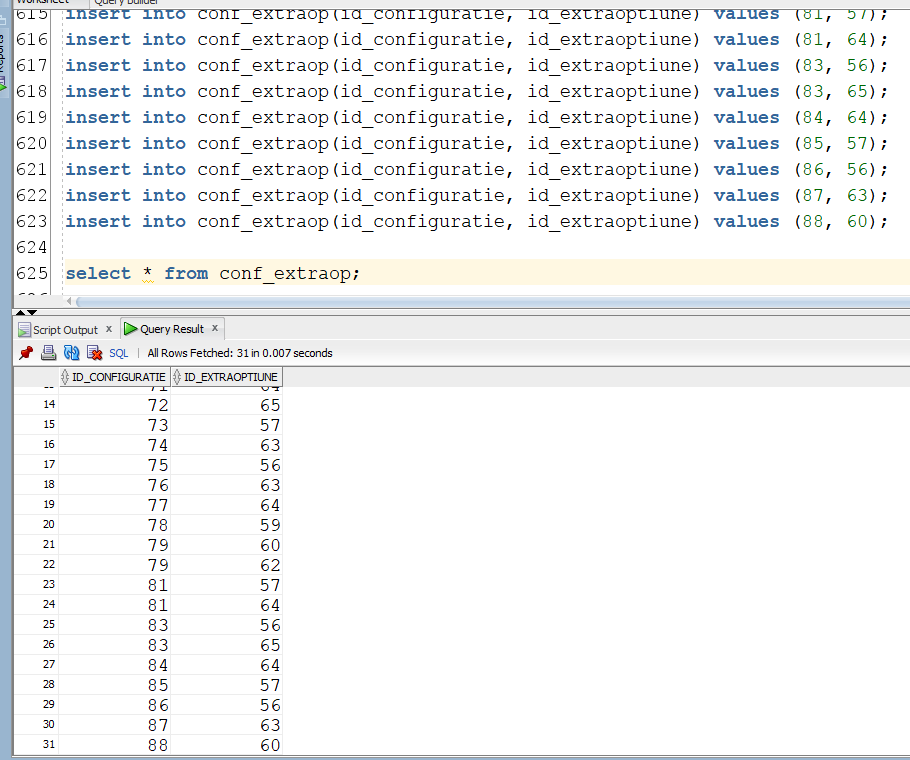 Worksheet Query Builder
Reports
615 insert into conf_extraop(id_configuratie, id_extraoptiune) values (81, 57);
616 insert into conf_extraop(id_configuratie, id_extraoptiune) values (81, 64);
617 insert into conf_extraop(id_configuratie, id_extraoptiune) values (83, 56);
618 insert into conf_extraop(id_configuratie, id_extraoptiune) values (83, 65);
619 insert into conf_extraop(id_configuratie, id_extraoptiune) values (84, 64);
620 insert into conf_extraop(id_configuratie, id_extraoptiune) values (85, 57);
621 insert into conf_extraop(id_configuratie, id_extraoptiune) values (86, 56);
622 insert into conf_extraop(id_configuratie, id_extraoptiune) values (87, 63);
623 insert into conf_extraop(id_configuratie, id_extraoptiune) values (88, 60);
624
625 select * from conf_extraop;
Script Output x Query Result x
SQL | All Rows Fetched: 31 in 0.007 seconds
ID_CONFIGURATIE ID_EXTRAOPTIUNE
71 64
14 72 65
15 73 57
16 74 63
17 75 56
18 76 63
19 77 64
20 78 59
21 79 60
22 79 62
23 81 57
24 81 64
25 83 56
26 83 65
27 84 64
28 85 57
29 86 56
30 87 63
31 88 60